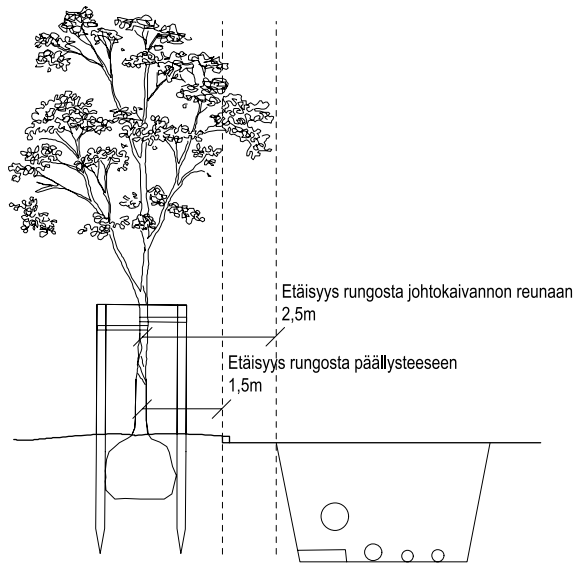 Etäisyys rungosta johtokaivannon reunaan
2,5m
Etäisyys rungosta päällysteeseen
1,5m